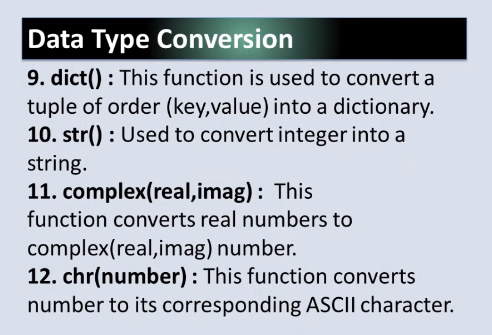 Data Type Conversion
9. dict() : This function is used to convert a
tuple of order (key,value) into a dictionary.
10. str() : Used to convert integer into a
string.
11. complex(real,imag) :  This
function converts real numbers to
complex(real,imag) number.
12. chr(number) : This function converts
number to its corresponding ASCII character.